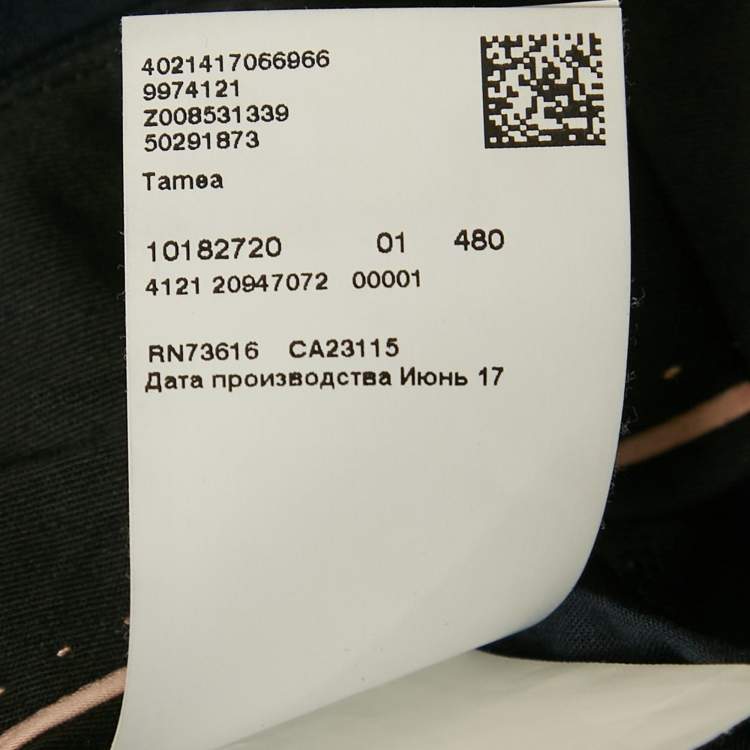 4021417066966
9974121
Z008531339
50291873
Tamea
10182720 01 480
4121 20947072 00001
RN73616 CA23115
Дата производства Июнь 17